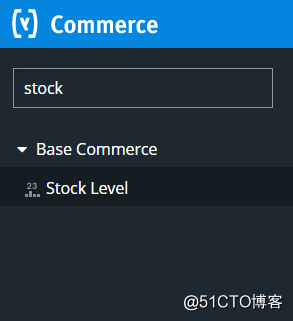 Commerce
stock
Base Commerce
23
Stock Level
@51CTO博客